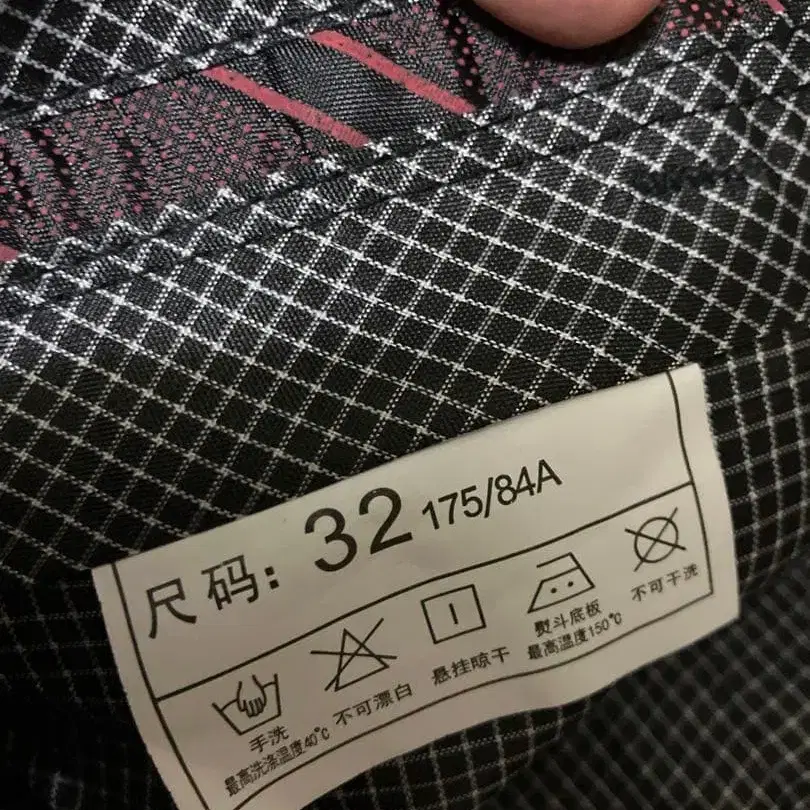 尺码: 32 175/84A
手洗
最高洗涤温度40℃
不可漂白
悬挂晾干
熨斗底板
最高温度150℃
不可干洗